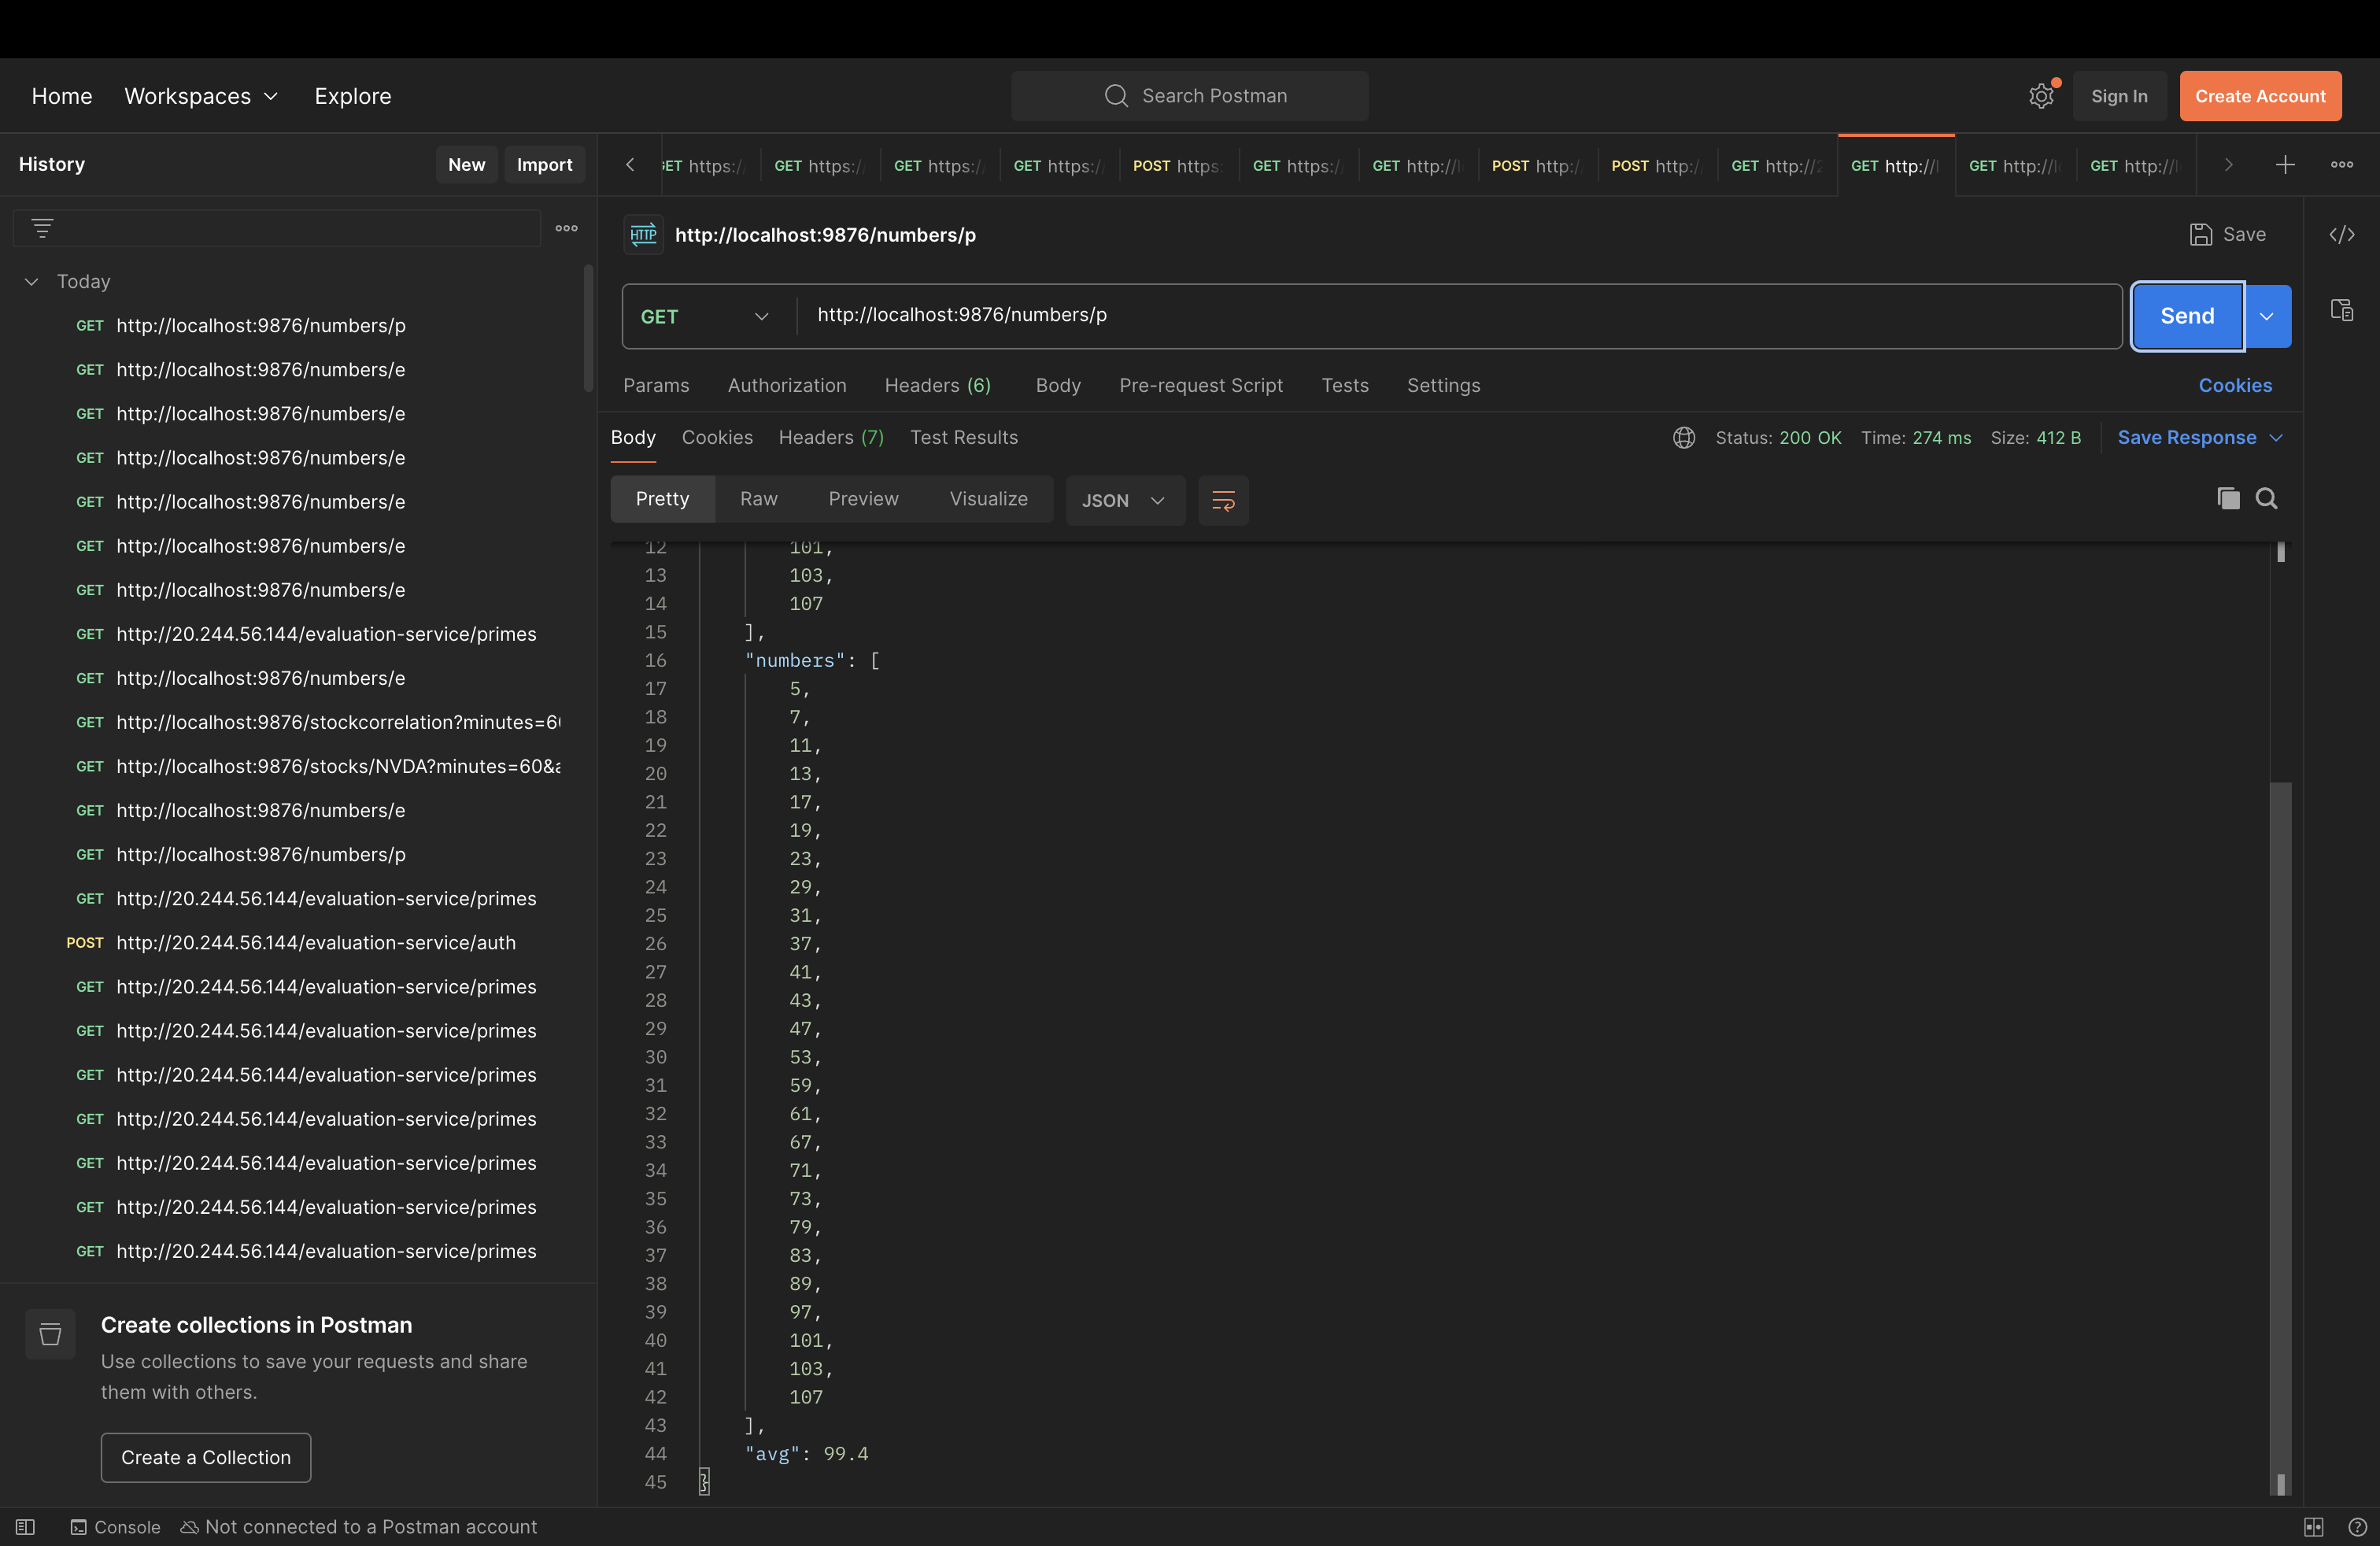 Home Workspaces Explore Search Postman Sign In Create Account
History New Import
GET https:/ GET https:/ GET https:/ POST https: GET https:/ GET http://l POST http:/ POST http:/ GET http://2 GET http://l GET http://l GET http://l
HTTP http://localhost:9876/numbers/p Save
Today
GET http://localhost:9876/numbers/p
GET http://localhost:9876/numbers/e
GET http://localhost:9876/numbers/e
GET http://localhost:9876/numbers/e
GET http://localhost:9876/numbers/e
GET http://localhost:9876/numbers/e
GET http://localhost:9876/numbers/e
GET http://20.244.56.144/evaluation-service/primes
GET http://localhost:9876/numbers/e
GET http://localhost:9876/stockcorrelation?minutes=6
GET http://localhost:9876/stocks/NVDA?minutes=60&
GET http://localhost:9876/numbers/e
GET http://localhost:9876/numbers/p
GET http://20.244.56.144/evaluation-service/primes
POST http://20.244.56.144/evaluation-service/auth
GET http://20.244.56.144/evaluation-service/primes
GET http://20.244.56.144/evaluation-service/primes
GET http://20.244.56.144/evaluation-service/primes
GET http://20.244.56.144/evaluation-service/primes
GET http://20.244.56.144/evaluation-service/primes
GET http://20.244.56.144/evaluation-service/primes
GET http://20.244.56.144/evaluation-service/primes
Create collections in Postman
Use collections to save your requests and share
them with others.
Create a Collection
GET http://localhost:9876/numbers/p Send
Params Authorization Headers (6) Body Pre-request Script Tests Settings Cookies
Body Cookies Headers (7) Test Results Status: 200 OK Time: 274 ms Size: 412 B Save Response
Pretty Raw Preview Visualize JSON
12 101,
13 103,
14 107
15 ],
16 "numbers": [
17 5,
18 7,
19 11,
20 13,
21 17,
22 19,
23 23,
24 29,
25 31,
26 37,
27 41,
28 43,
29 47,
30 53,
31 59,
32 61,
33 67,
34 71,
35 73,
36 79,
37 83,
38 89,
39 97,
40 101,
41 103,
42 107
43 ],
44 "avg": 99.4
45 }
Console Not connected to a Postman account